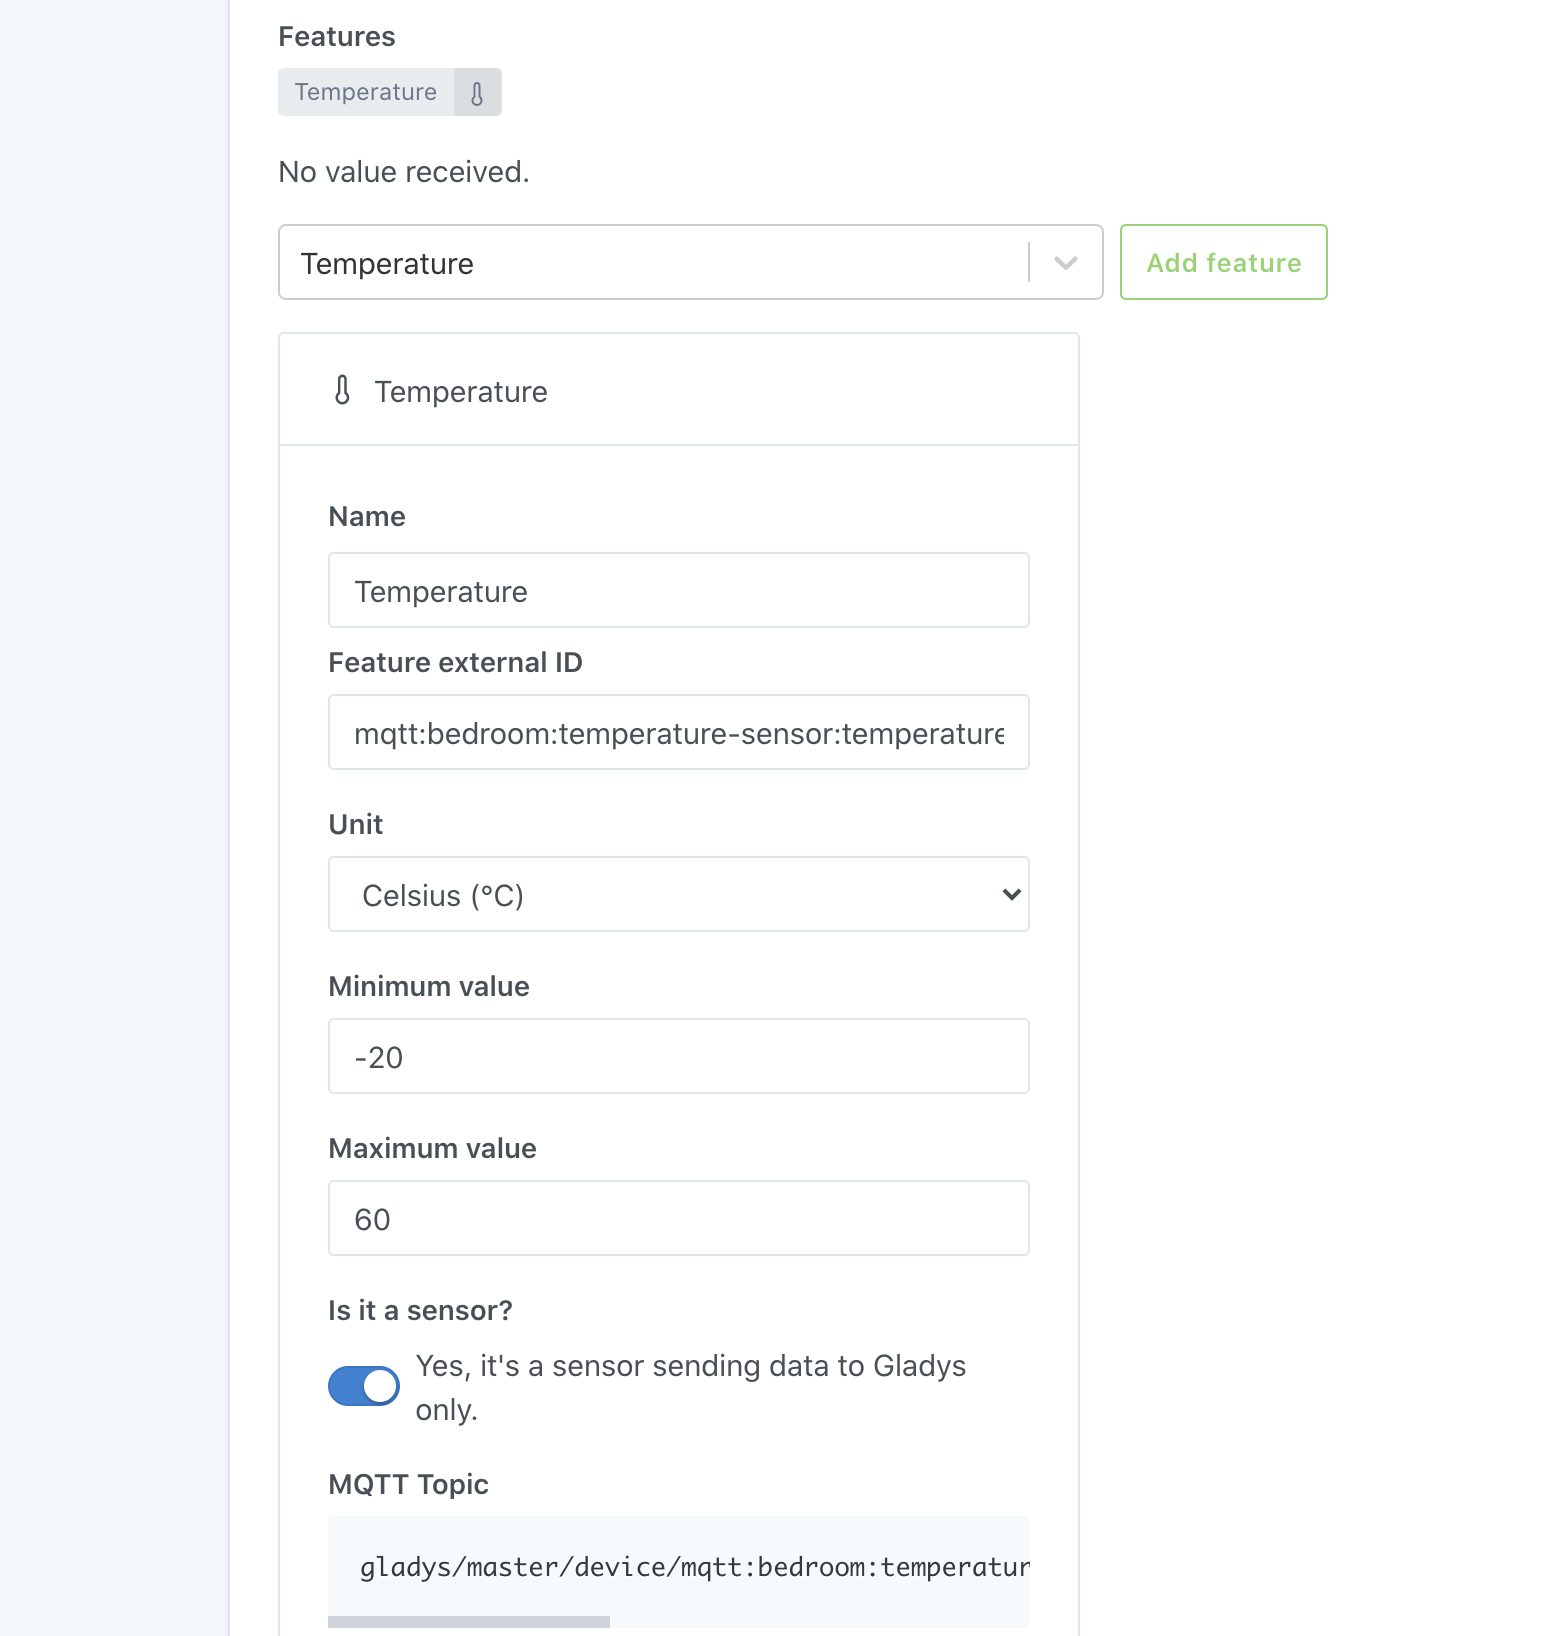 Features
Temperature
No value received.
Temperature
Add feature
Temperature
Name
Temperature
Feature external ID
mqtt:bedroom:temperature-sensor:temperature
Unit
Celsius (°C)
Minimum value
-20
Maximum value
60
Is it a sensor?
Yes, it's a sensor sending data to Gladys
only.
MQTT Topic
gladys/master/device/mqtt:bedroom:temperatur